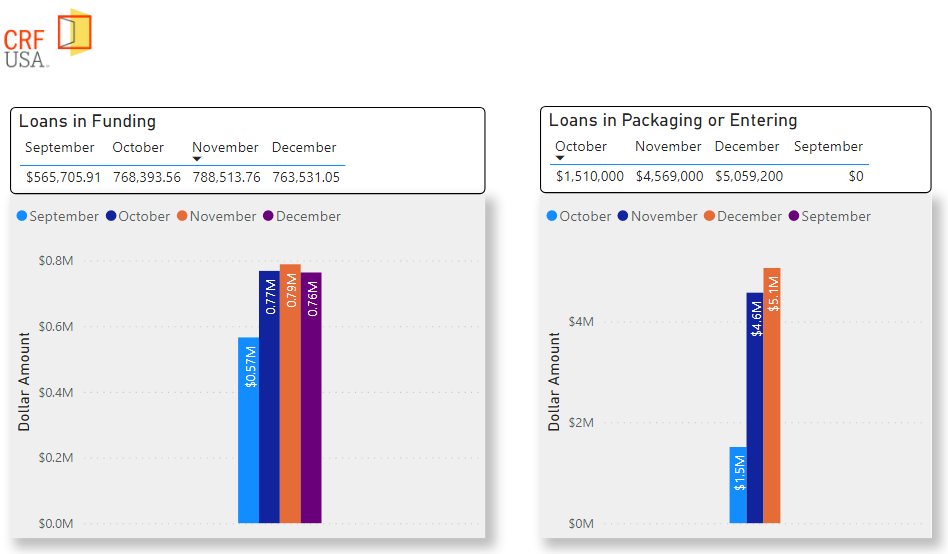 CRF
USA
Loans in Funding
September October November December
$565,705.91 768,393.56 788,513.76 763,531.05
September October November December
$0.8M
$0.6M
$0.4M
$0.2M
$0.0M
Dollar Amount
$0.57M
0.77M
0.79M
0.76M
Loans in Packaging or Entering
October November December September
$1,510,000 $4,569,000 $5,059,200 $0
October November December September
$4M
$2M
$0M
Dollar Amount
$1.5M
$4.6M
$5.1M